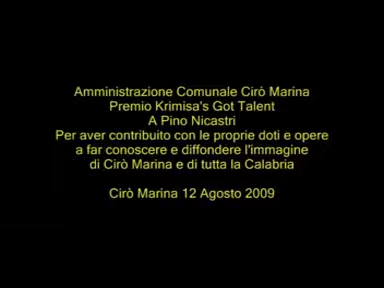 Amministrazione Comunale Cirò Marina
Premio Krimisa's Got Talent
A Pino Nicastri
Per aver contribuito con le proprie doti e opere
a far conoscere e diffondere l'immagine
di Cirò Marina e di tutta la Calabria
Cirò Marina 12 Agosto 2009